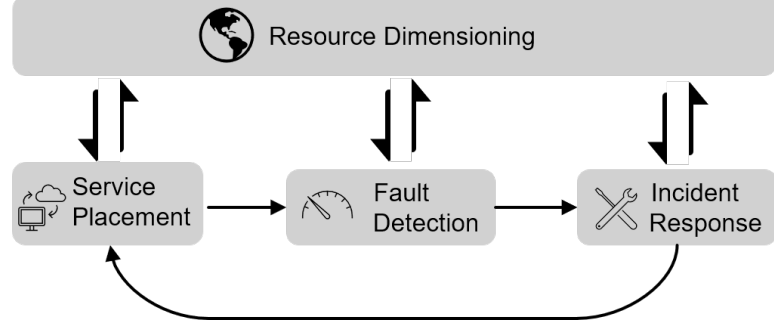 Resource Dimensioning
Service
Placement
Fault
Detection
Incident
Response